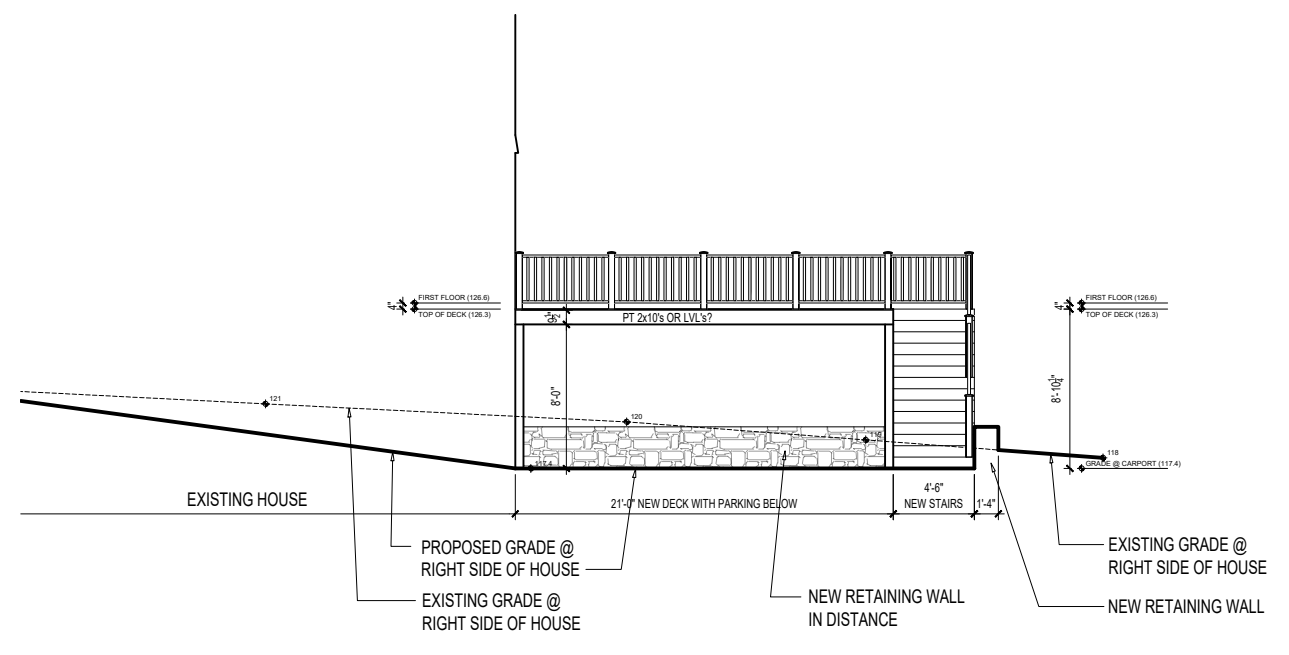 FIRST FLOOR (126.6)
4"
TOP OF DECK (126.3)
9½"
PT 2x10's OR LVL's?
FIRST FLOOR (126.6)
4"
TOP OF DECK (126.3)
8'-0"
8'-10¼"
121
120
119
118
117.4
GRADE @ CARPORT (117.4)
EXISTING HOUSE
21'-0" NEW DECK WITH PARKING BELOW
4'-6"
NEW STAIRS
1'-4"
PROPOSED GRADE @
RIGHT SIDE OF HOUSE
EXISTING GRADE @
RIGHT SIDE OF HOUSE
NEW RETAINING WALL
IN DISTANCE
EXISTING GRADE @
RIGHT SIDE OF HOUSE
NEW RETAINING WALL